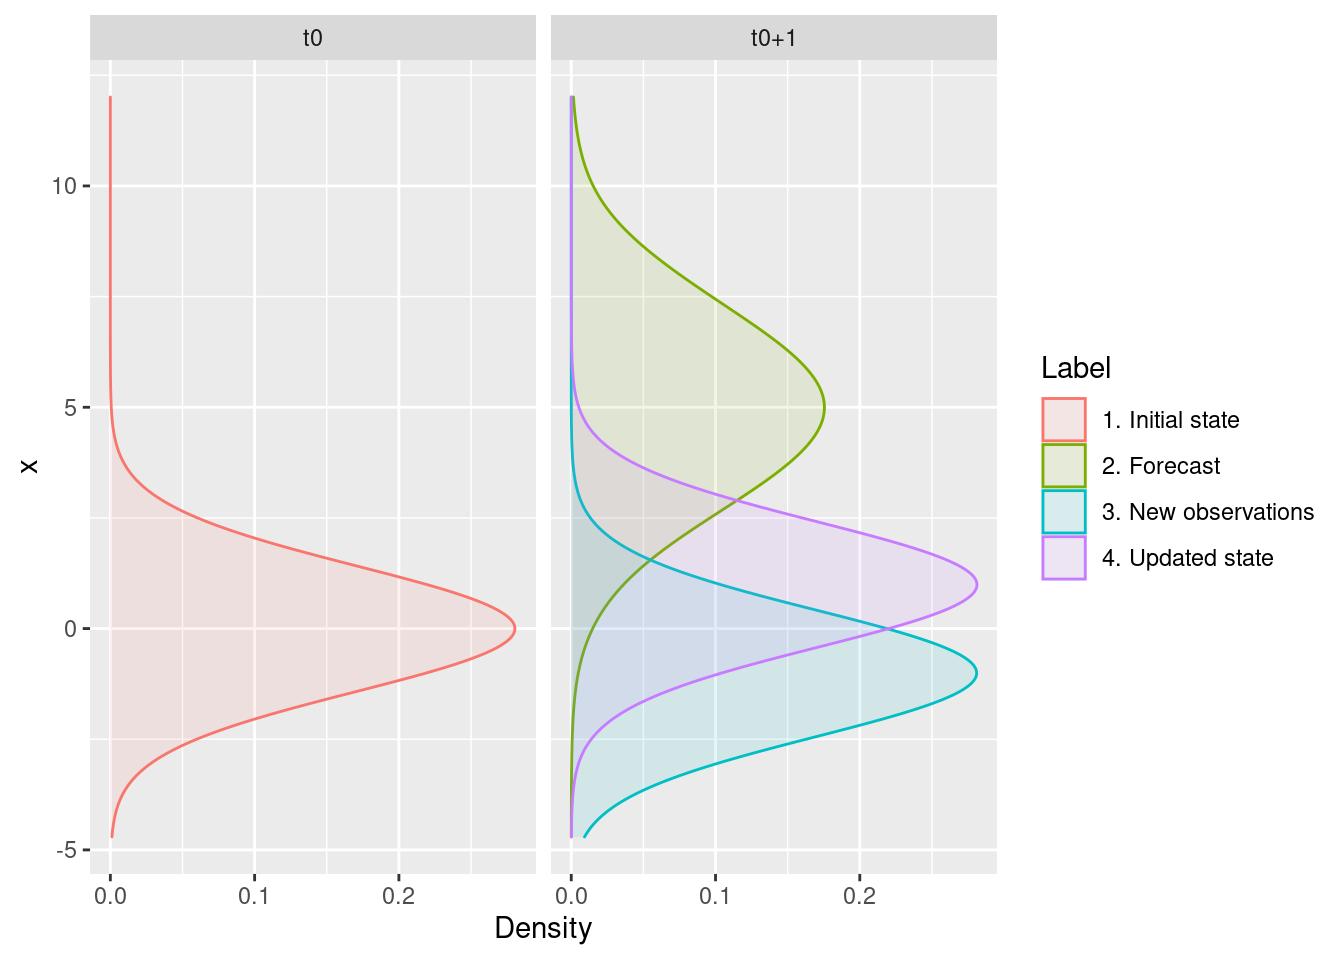 t0
t0+1
10
5
0
-5
x
0.0
0.1
0.2
0.0
0.1
0.2
Density
Label
1. Initial state
2. Forecast
3. New observations
4. Updated state